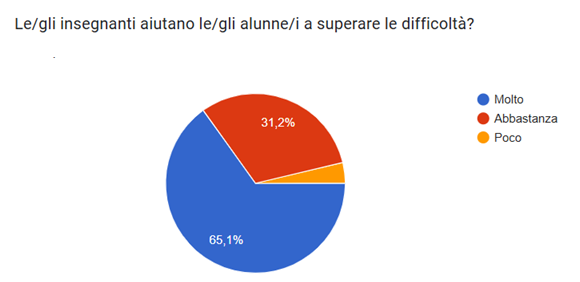 Le/gli insegnanti aiutano le/gli alunne/i a superare le difficoltà?
Molto
Abbastanza
Poco
31,2%
65,1%